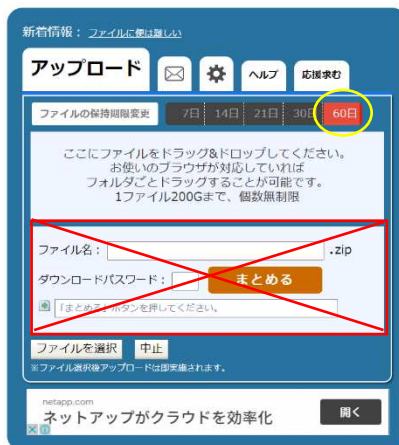 新着情報： ファイルに便は難しい
アップロード ヘルプ 応援求む
ファイルの保持期限変更 7日 14日 21日 30日 60日
ここにファイルをドラッグ&ドロップしてください。
お使いのブラウザが対応していれば
フォルダごとドラッグすることが可能です。
1ファイル200Gまで、個数無制限
ファイル名： .zip
ダウンロードパスワード： まとめる
「まとめる」ボタンを押してください。
ファイルを選択 中止
※ファイル選択後アップロードは即実施されます。
netapp.com
ネットアップがクラウドを効率化 開く